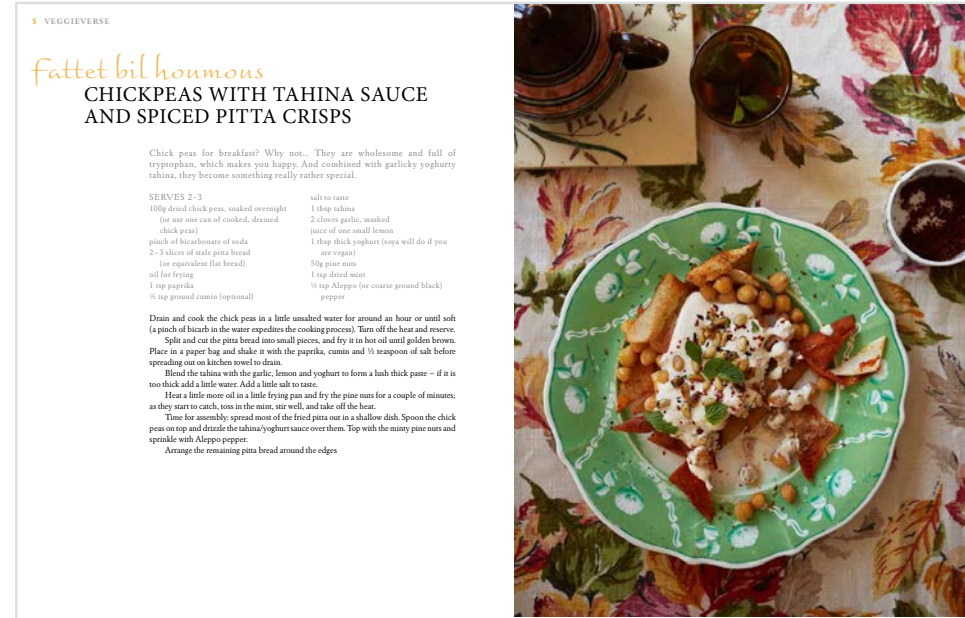 5 VEGGIEVERSE
Fattet bil houmous
CHICKPEAS WITH TAHINA SAUCE
AND SPICED PITTA CRISPS
Chick peas for breakfast? Why not... They are wholesome and full of
tryptophan, which makes you happy. And combined with garlicky yoghurty
tahina, they become something really rather special.
SERVES 2-3
100g dried chick peas, soaked overnight
(or use one can of cooked, drained
chick peas)
pinch of bicarbonate of soda
2–3 slices of stale pitta bread
(or equivalent flat bread)
oil for frying
1 tsp paprika
½ tsp ground cumin (optional)
salt to taste
1 tbsp tahina
2 cloves garlic, mashed
juice of one small lemon
1 tbsp thick yoghurt (soya will do if you
are vegan)
50g pine nuts
1 tsp dried mint
½ tsp Aleppo (or coarse ground black)
pepper
Drain and cook the chick peas in a little unsalted water for around an hour or until soft
(a pinch of bicarb in the water expedites the cooking process). Turn off the heat and reserve.
Split and cut the pitta bread into small pieces, and fry it in hot oil until golden brown.
Place in a paper bag and shake it with the paprika, cumin and ½ teaspoon of salt before
spreading out on kitchen towel to drain.
Blend the tahina with the garlic, lemon and yoghurt to form a lush thick paste – if it is
too thick add a little water. Add a little salt to taste.
Heat a little more oil in a little frying pan and fry the pine nuts for a couple of minutes;
as they start to catch, toss in the mint, stir well, and take off the heat.
Time for assembly: spread most of the fried pitta out in a shallow dish. Spoon the chick
peas on top and drizzle the tahina/yoghurt sauce over them. Top with the minty pine nuts and
sprinkle with Aleppo pepper.
Arrange the remaining pitta bread around the edges